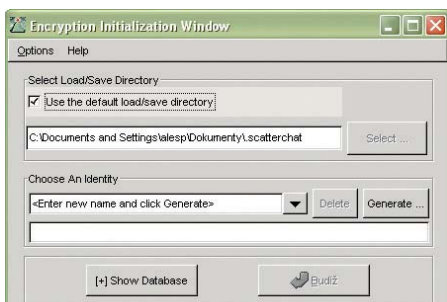 Encryption Initialization Window
Options Help
Select Load/Save Directory
Use the default load/save directory
C:\Documents and Settings\alesp\Dokumenty\.scatterchat
Select ...
Choose An Identity
<Enter new name and click Generate>
Delete
Generate ...
[+] Show Database
Budiž